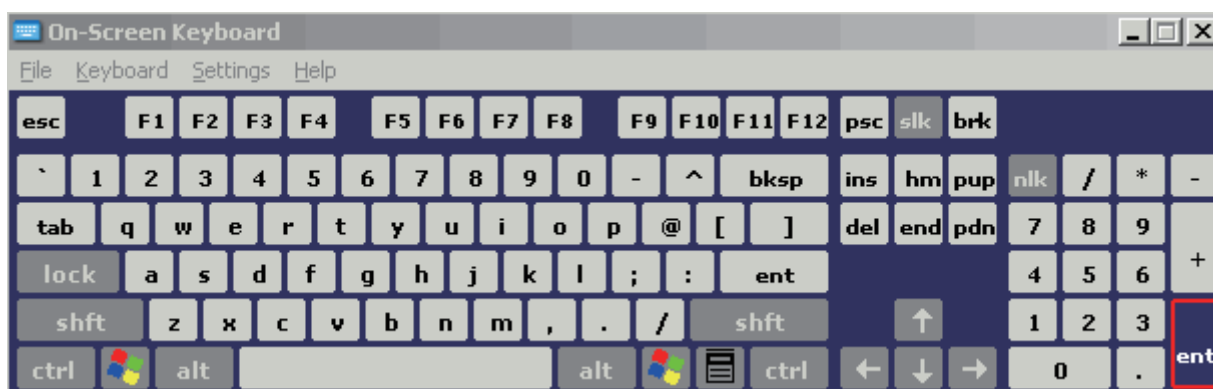 On-Screen Keyboard
File Keyboard Settings Help
esc F1 F2 F3 F4 F5 F6 F7 F8 F9 F10 F11 F12 psc slk brk
` 1 2 3 4 5 6 7 8 9 0 - ^ bksp ins hm pup nlk / * -
tab q w e r t y u i o p @ [ ] del end pdn 7 8 9
lock a s d f g h j k l ; : ent 4 5 6 +
shft z x c v b n m , . / shft ↑ 1 2 3
ctrl alt alt ctrl ← ↓ → 0 . ent